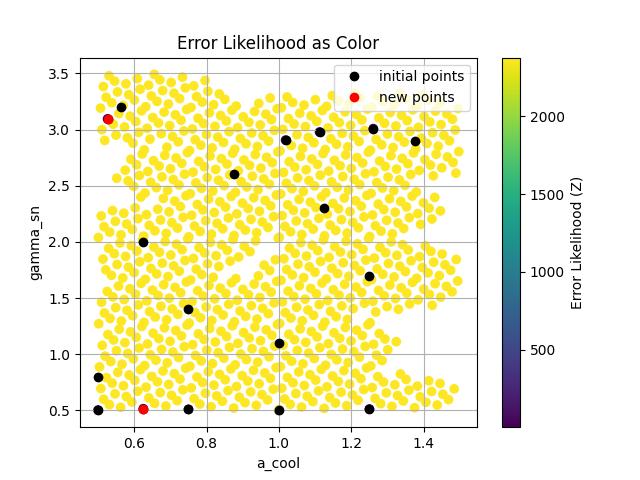 Error Likelihood as Color
initial points
new points
3.5
3.0
2.5
2.0
1.5
1.0
0.5
gamma_sn
0.6
0.8
1.0
1.2
1.4
a_cool
2000
1500
1000
500
Error Likelihood (Z)